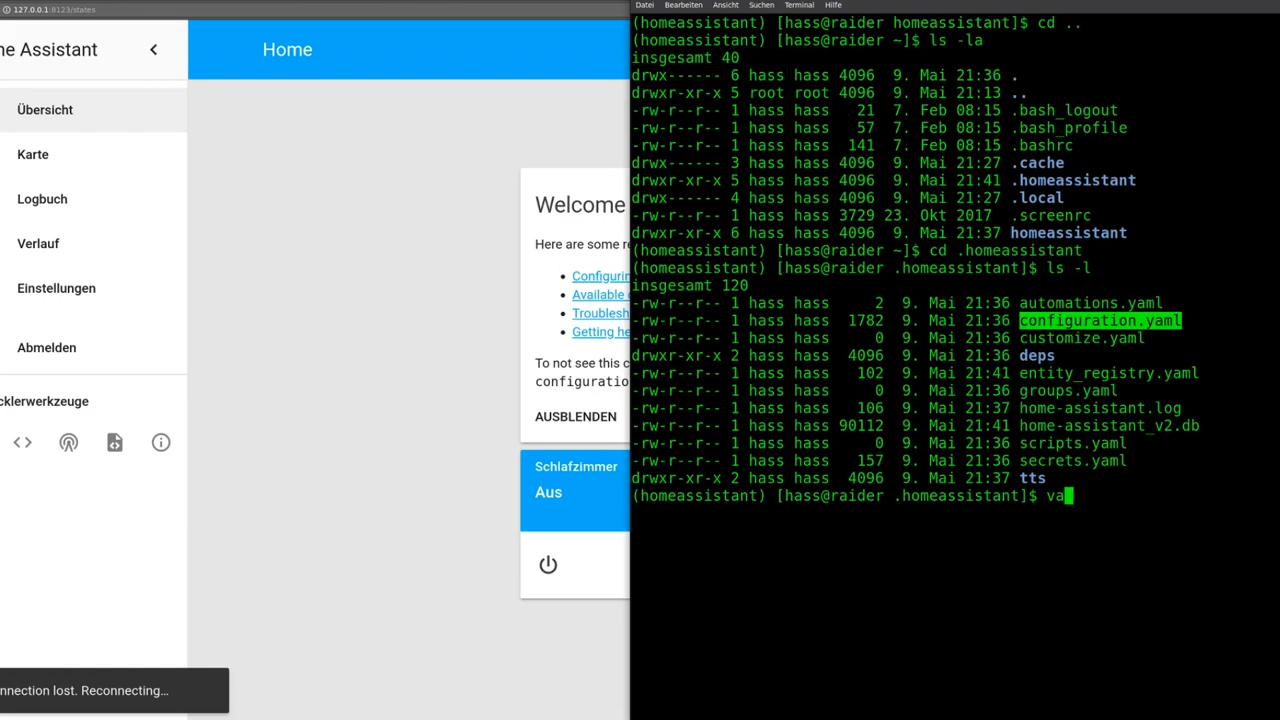 127.0.0.1:8123/states
me Assistant
Home
Übersicht
Karte
Logbuch
Verlauf
Einstellungen
Abmelden
cklerwerkzeuge
nnection lost. Reconnecting…
Welcome
Here are some re
Configurin
Available
Troublesh
Getting he
To not see this c
configuratio
AUSBLENDEN
Schlafzimmer
Aus
Datei Bearbeiten Ansicht Suchen Terminal Hilfe
(homeassistant) [hass@raider homeassistant]$ cd ..
(homeassistant) [hass@raider ~]$ ls -la
insgesamt 40
drwx------ 6 hass hass 4096 9. Mai 21:36 .
drwxr-xr-x 5 root root 4096 9. Mai 21:13 ..
-rw-r--r-- 1 hass hass 21 7. Feb 08:15 .bash_logout
-rw-r--r-- 1 hass hass 57 7. Feb 08:15 .bash_profile
-rw-r--r-- 1 hass hass 141 7. Feb 08:15 .bashrc
drwx------ 3 hass hass 4096 9. Mai 21:27 .cache
drwxr-xr-x 5 hass hass 4096 9. Mai 21:41 .homeassistant
drwx------ 4 hass hass 4096 9. Mai 21:27 .local
-rw-r--r-- 1 hass hass 3729 23. Okt 2017 .screenrc
drwxr-xr-x 6 hass hass 4096 9. Mai 21:37 homeassistant
(homeassistant) [hass@raider ~]$ cd .homeassistant
(homeassistant) [hass@raider .homeassistant]$ ls -l
insgesamt 120
-rw-r--r-- 1 hass hass 2 9. Mai 21:36 automations.yaml
-rw-r--r-- 1 hass hass 1782 9. Mai 21:36 configuration.yaml
-rw-r--r-- 1 hass hass 0 9. Mai 21:36 customize.yaml
drwxr-xr-x 2 hass hass 4096 9. Mai 21:36 deps
-rw-r--r-- 1 hass hass 102 9. Mai 21:41 entity_registry.yaml
-rw-r--r-- 1 hass hass 0 9. Mai 21:36 groups.yaml
-rw-r--r-- 1 hass hass 106 9. Mai 21:37 home-assistant.log
-rw-r--r-- 1 hass hass 90112 9. Mai 21:41 home-assistant_v2.db
-rw-r--r-- 1 hass hass 0 9. Mai 21:36 scripts.yaml
-rw-r--r-- 1 hass hass 157 9. Mai 21:36 secrets.yaml
drwxr-xr-x 2 hass hass 4096 9. Mai 21:37 tts
(homeassistant) [hass@raider .homeassistant]$ va